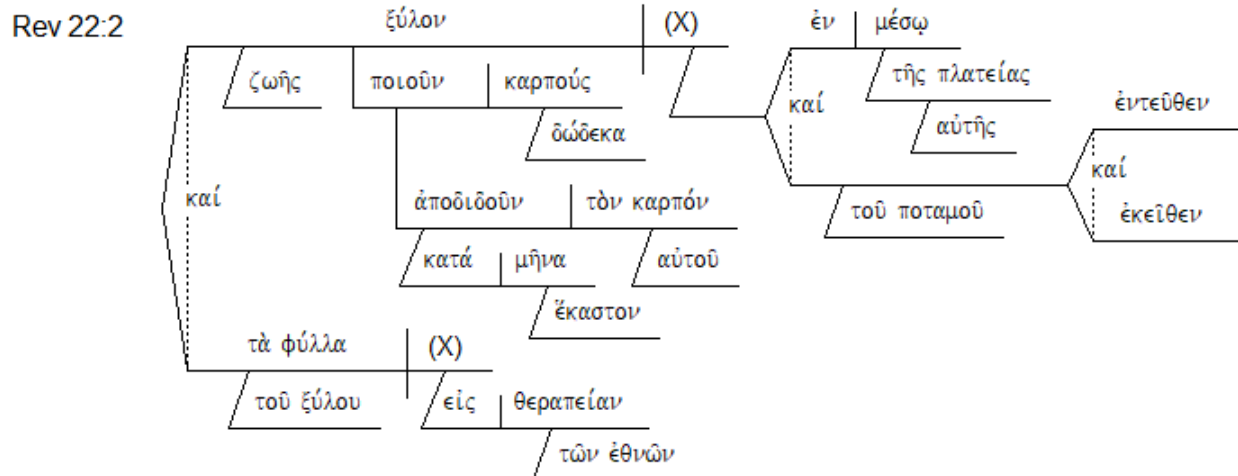 Rev 22:2
ξύλον (X) ἐν μέσῳ
ζωῆς ποιοῦν καρπούς καί τῆς πλατείας ἐντεῦθεν
δώδεκα αὐτῆς
καί ἀποδιδοῦν τὸν καρπόν τοῦ ποταμοῦ καί
ἐκεῖθεν
κατά μῆνα αὐτοῦ
ἕκαστον
τὰ φύλλα (X)
τοῦ ξύλου εἰς θεραπείαν
τῶν ἐθνῶν